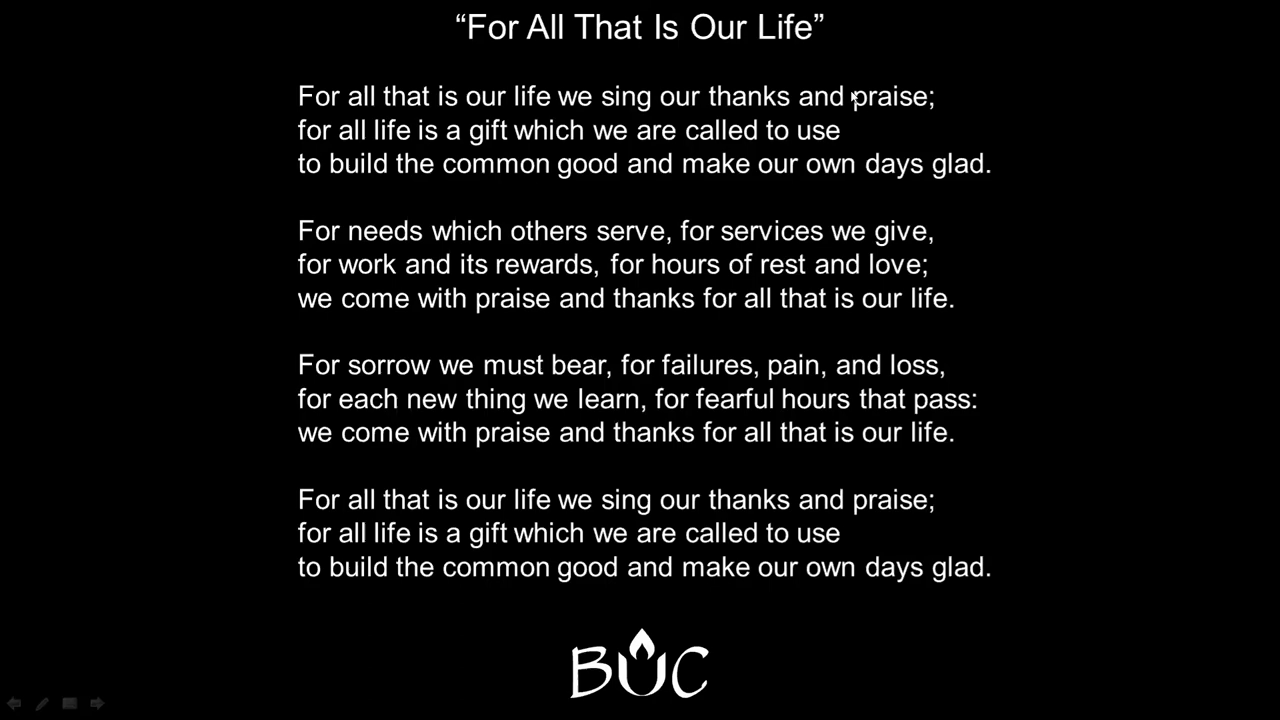 “For All That Is Our Life”
For all that is our life we sing our thanks and praise;
for all life is a gift which we are called to use
to build the common good and make our own days glad.
For needs which others serve, for services we give,
for work and its rewards, for hours of rest and love;
we come with praise and thanks for all that is our life.
For sorrow we must bear, for failures, pain, and loss,
for each new thing we learn, for fearful hours that pass:
we come with praise and thanks for all that is our life.
For all that is our life we sing our thanks and praise;
for all life is a gift which we are called to use
to build the common good and make our own days glad.
BUC